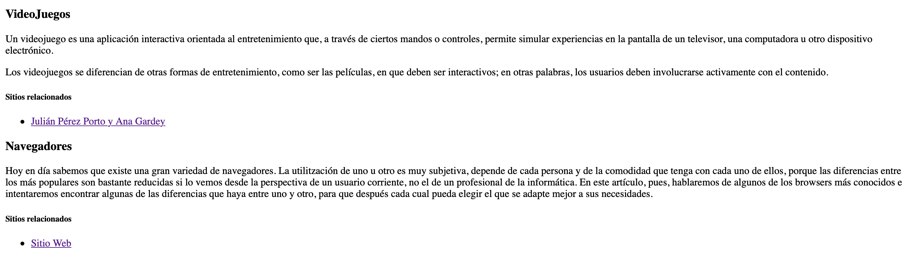 VideoJuegos
Un videojuego es una aplicación interactiva orientada al entretenimiento que, a través de ciertos mandos o controles, permite simular experiencias en la pantalla de un televisor, una computadora u otro dispositivo
electrónico.
Los videojuegos se diferencian de otras formas de entretenimiento, como ser las películas, en que deben ser interactivos; en otras palabras, los usuarios deben involucrarse activamente con el contenido.
Sitios relacionados
Julián Pérez Porto y Ana Gardey
Navegadores
Hoy en día sabemos que existe una gran variedad de navegadores. La utilitzación de uno u otro es muy subjetiva, depende de cada persona y de la comodidad que tenga con cada uno de ellos, porque las diferencias entre
los más populares son bastante reducidas si lo vemos desde la perspectiva de un usuario corriente, no el de un profesional de la informática. En este artículo, pues, hablaremos de algunos de los browsers más conocidos e
intentaremos encontrar algunas de las diferencias que haya entre uno y otro, para que después cada cual pueda elegir el que se adapte mejor a sus necesidades.
Sitios relacionados
Sitio Web